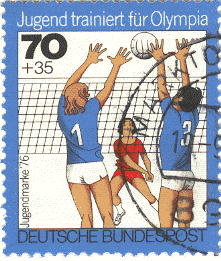 Jugend trainiert für Olympia
70
+35
1
13
Jugendmarke 76
DEUTSCHE BUNDESPOST